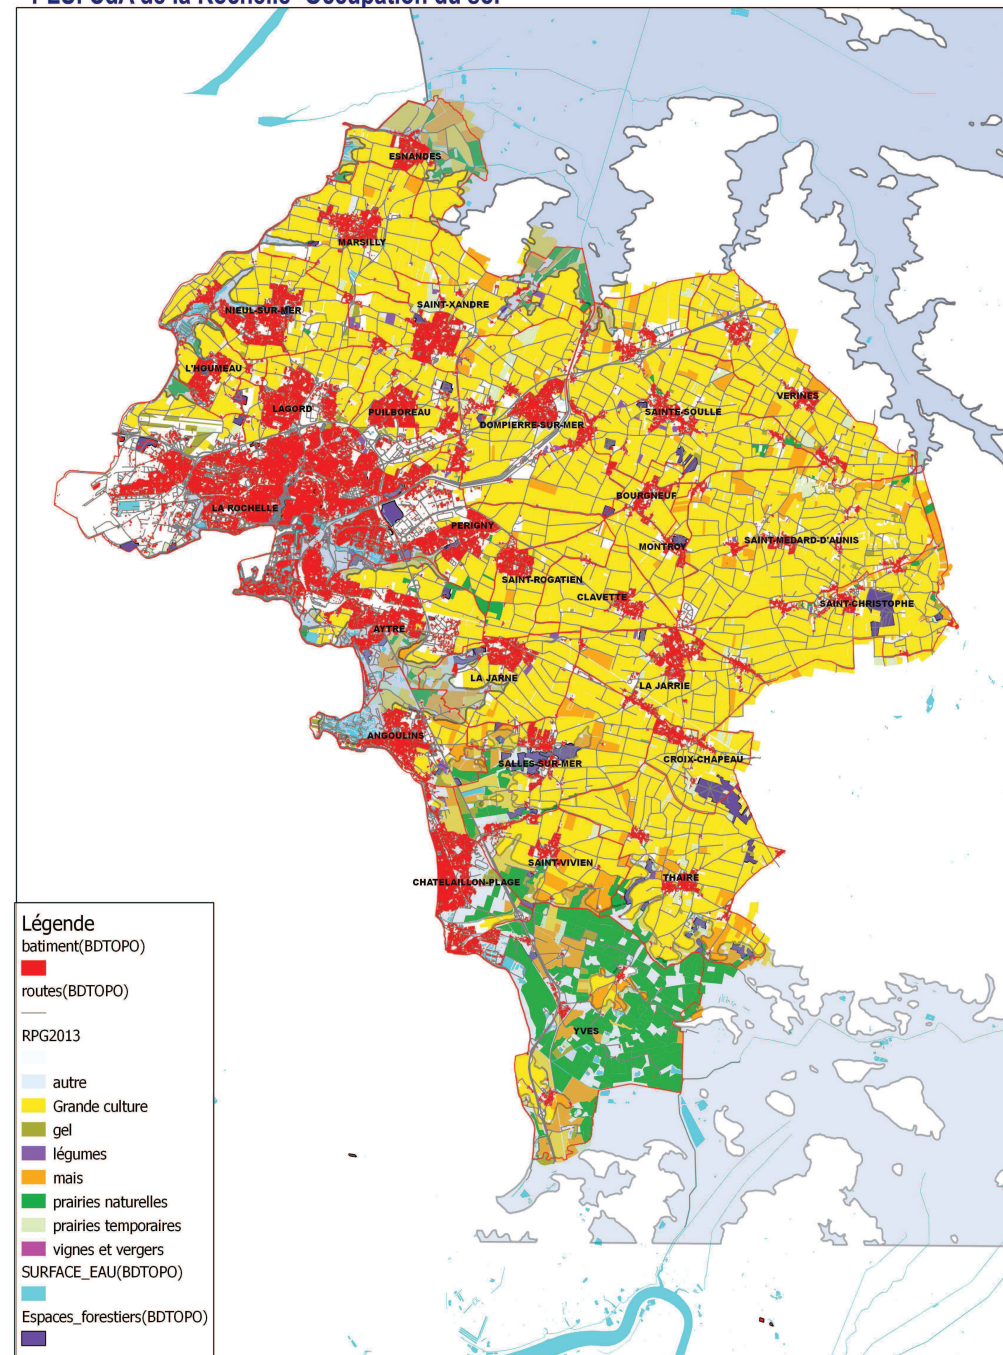 PLUi CdA de la Rochelle- Occupation du sol
ESNANDES
MARSILLY
SAINT-XANDRE
NIEUL-SUR-MER
L'HOUMEAU
LAGORD
PUILBOREAU
DOMPIERRE-SUR-MER
SAINTE-SOULLE
VERINES
LA ROCHELLE
PERIGNY
BOURGNEUF
MONTROY
SAINT-MEDARD-D'AUNIS
SAINT-ROGATIEN
CLAVETTE
SAINT-CHRISTOPHE
AYTRE
LA JARNE
LA JARRIE
ANGOULINS
SALLES-SUR-MER
CROIX-CHAPEAU
SAINT-VIVIEN
THAIRE
CHATELAILLON-PLAGE
YVES
Légende
batiment(BDTOPO)
routes(BDTOPO)
RPG2013
autre
Grande culture
gel
légumes
mais
prairies naturelles
prairies temporaires
vignes et vergers
SURFACE_EAU(BDTOPO)
Espaces_forestiers(BDTOPO)